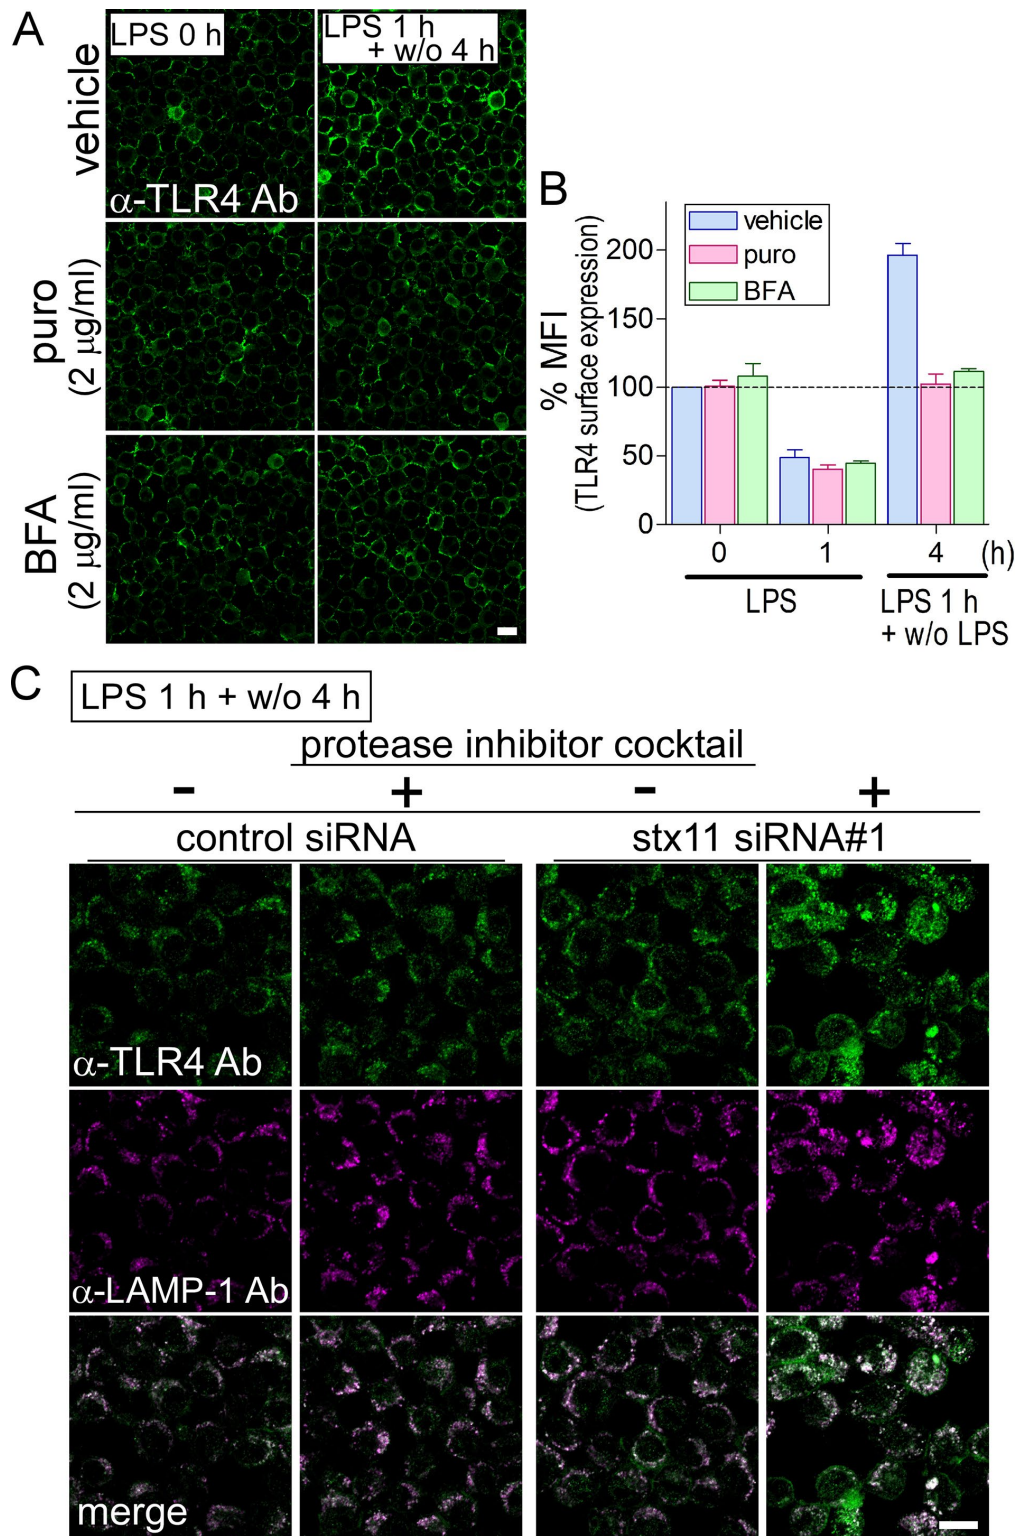 A
LPS 0 h
LPS 1 h
+ w/o 4 h
vehicle
α-TLR4 Ab
puro
(2 μg/ml)
BFA
(2 μg/ml)
B
% MFI
(TLR4 surface expression)
200
150
100
50
0
vehicle
puro
BFA
0
1
4
(h)
LPS
LPS 1 h
+ w/o LPS
C
LPS 1 h + w/o 4 h
protease inhibitor cocktail
- + - +
control siRNA
stx11 siRNA#1
α-TLR4 Ab
α-LAMP-1 Ab
merge